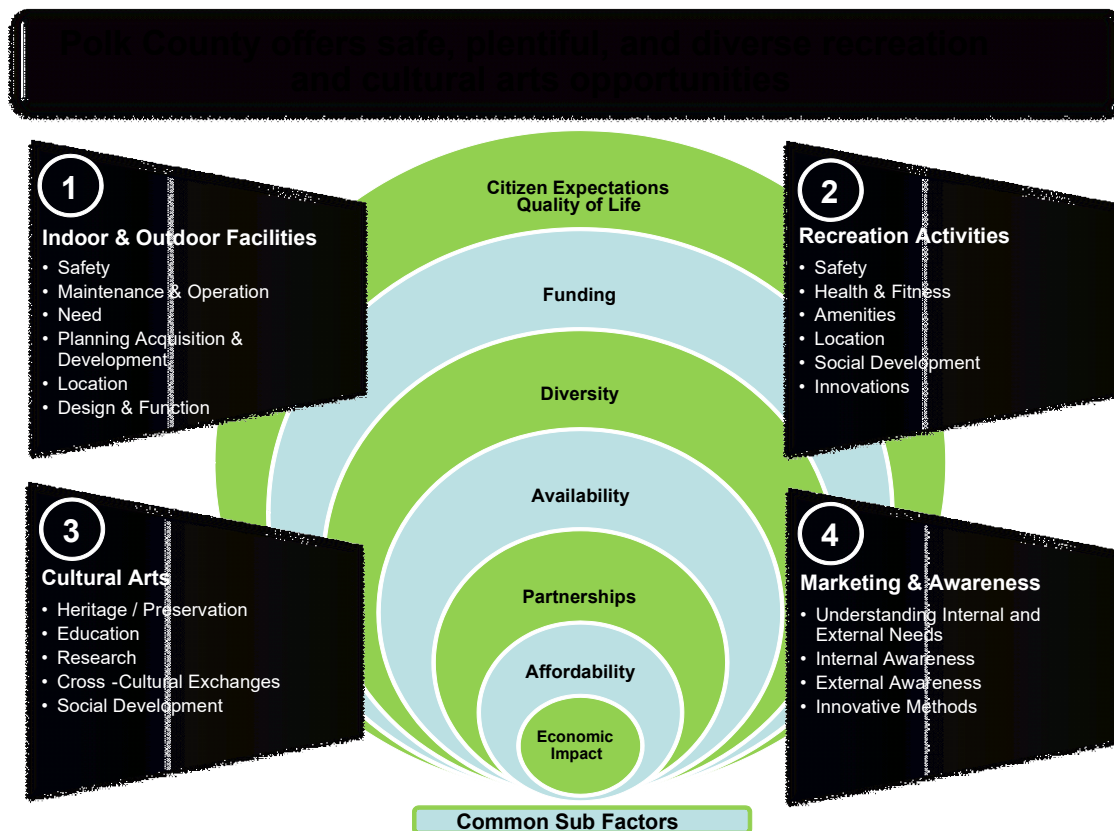 Polk County offers safe, plentiful, and diverse recreation
and cultural arts opportunities
1
Indoor & Outdoor Facilities
• Safety
• Maintenance & Operation
• Need
• Planning Acquisition &
Development
• Location
• Design & Function
Citizen Expectations
Quality of Life
Funding
Diversity
Availability
Partnerships
Affordability
Economic
Impact
2
Recreation Activities
• Safety
• Health & Fitness
• Amenities
• Location
• Social Development
• Innovations
3
Cultural Arts
• Heritage / Preservation
• Education
• Research
• Cross -Cultural Exchanges
• Social Development
4
Marketing & Awareness
• Understanding Internal and
External Needs
• Internal Awareness
• External Awareness
• Innovative Methods
Common Sub Factors